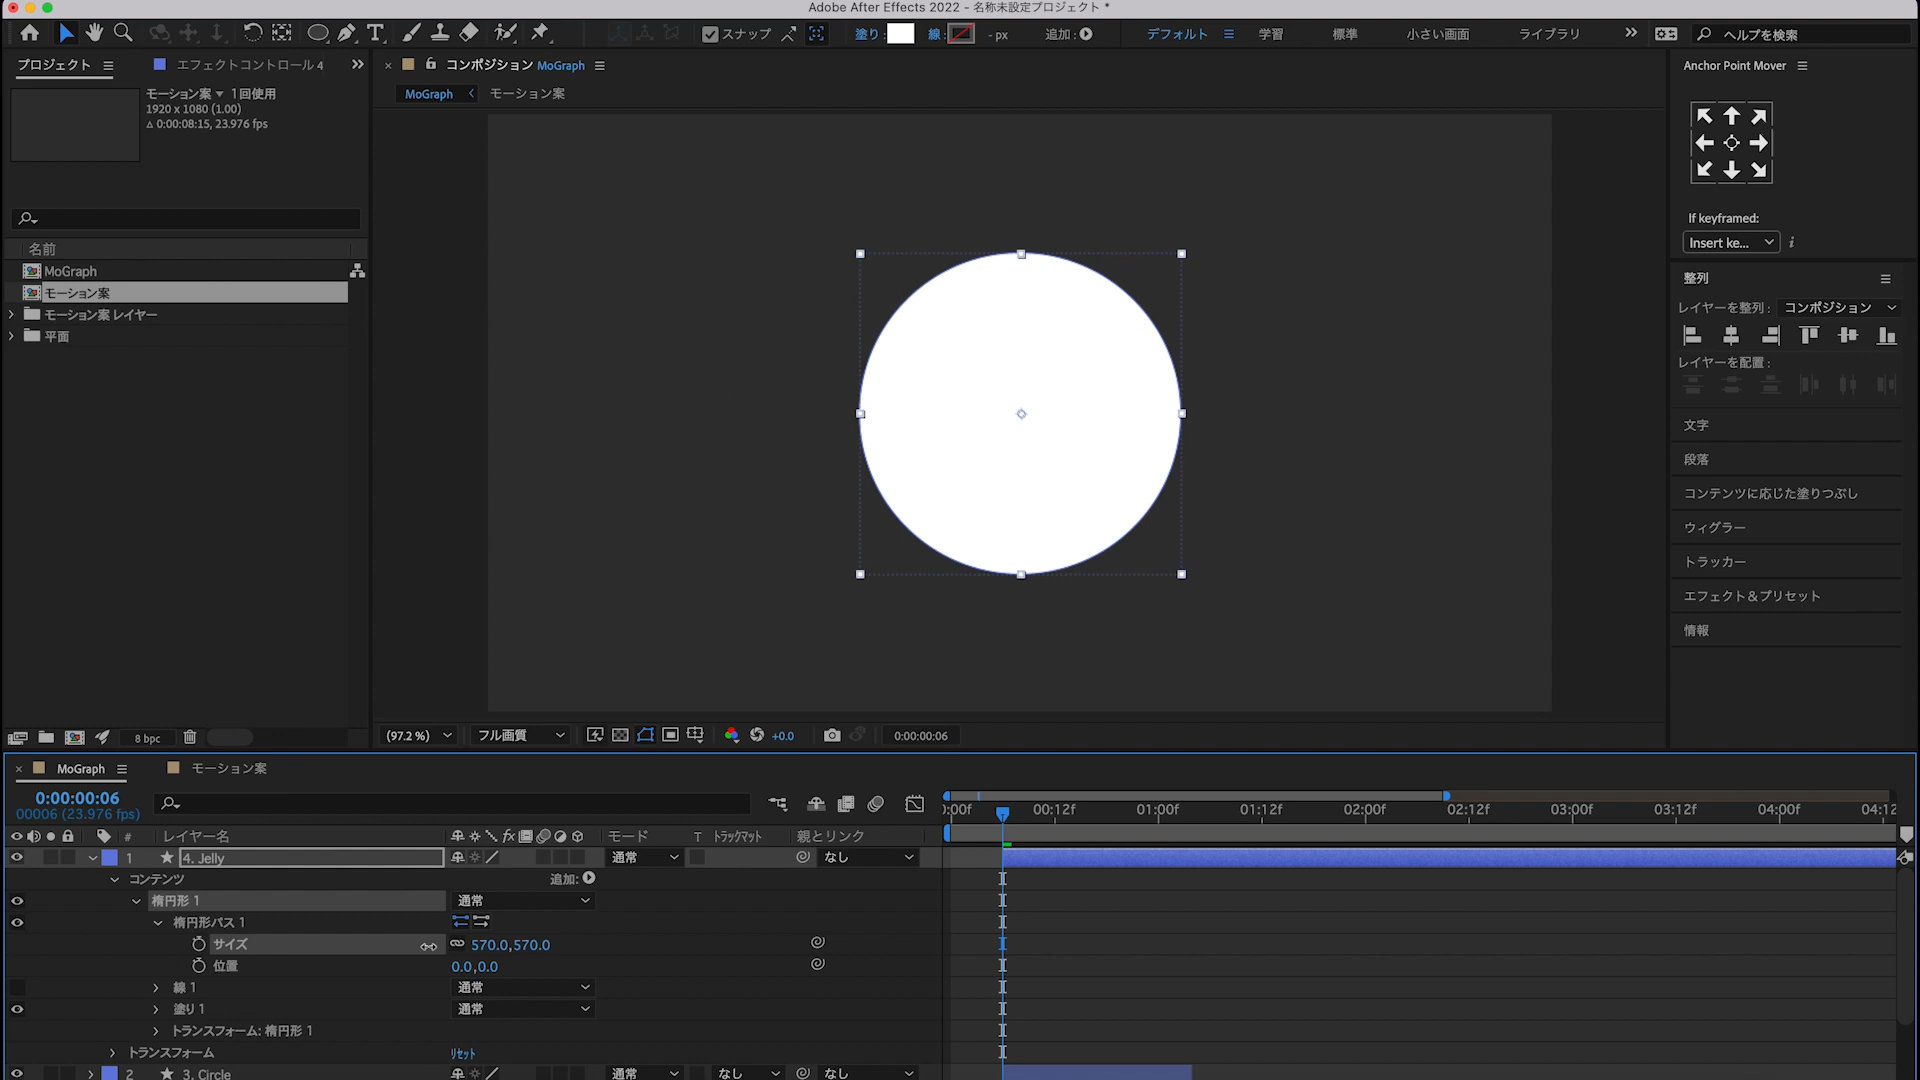 Adobe After Effects 2022 - 名称未設定プロジェクト *
スナップ
塗り :
線 :
- px
追加 :
デフォルト
学習
標準
小さい画面
ライブラリ
ヘルプを検索
プロジェクト
エフェクトコントロール 4
コンポジション MoGraph
MoGraph
モーション案
モーション案 1回使用
1920 x 1080 (1.00)
Δ 0:00:08:15, 23.976 fps
名前
MoGraph
モーション案
モーション案 レイヤー
平面
8 bpc
(97.2 %)
フル画質
+0.0
0:00:00:06
Anchor Point Mover
If keyframed:
Insert ke...
i
整列
レイヤーを整列 :
コンポジション
レイヤーを配置 :
文字
段落
コンテンツに応じた塗りつぶし
ウィグラー
トラッカー
エフェクト＆プリセット
情報
MoGraph
モーション案
0:00:00:06
00006 (23.976 fps)
# レイヤー名
モード
T トラックマット
親とリンク
:00f 00:12f 01:00f 01:12f 02:00f 02:12f 03:00f 03:12f 04:00f 04:12
1 4. Jelly 通常 なし
コンテンツ 追加:
楕円形 1 通常
楕円形パス 1
サイズ 570.0,570.0
位置 0.0,0.0
線 1 通常
塗り 1 通常
トランスフォーム: 楕円形 1
トランスフォーム リセット
2 3. Circle 通常 なし なし